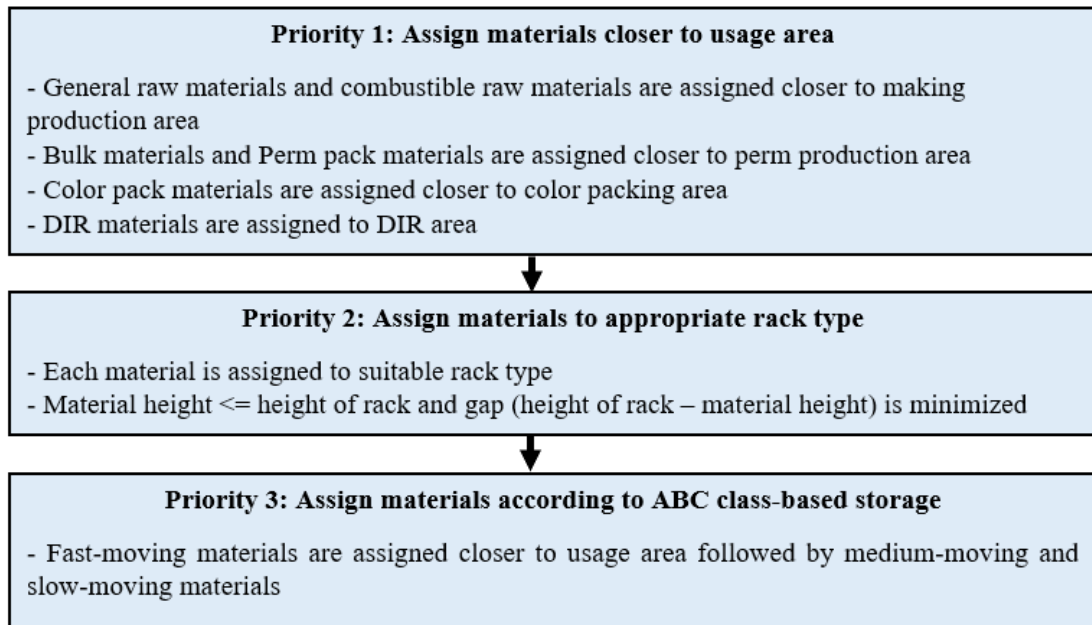 Priority 1: Assign materials closer to usage area
- General raw materials and combustible raw materials are assigned closer to making
production area
- Bulk materials and Perm pack materials are assigned closer to perm production area
- Color pack materials are assigned closer to color packing area
- DIR materials are assigned to DIR area
Priority 2: Assign materials to appropriate rack type
- Each material is assigned to suitable rack type
- Material height <= height of rack and gap (height of rack – material height) is minimized
Priority 3: Assign materials according to ABC class-based storage
- Fast-moving materials are assigned closer to usage area followed by medium-moving and
slow-moving materials